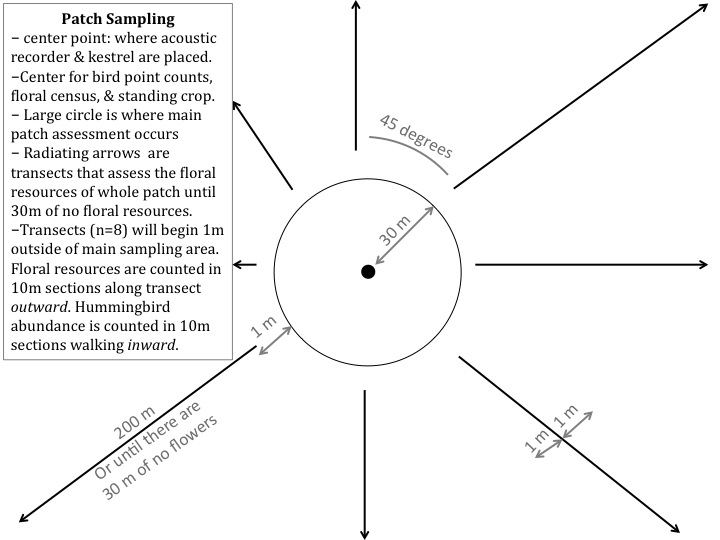 Patch Sampling
− center point: where acoustic
recorder & kestrel are placed.
−Center for bird point counts,
floral census, & standing crop.
− Large circle is where main
patch assessment occurs
− Radiating arrows  are
transects that assess the floral
resources of whole patch until
30m of no floral resources.
−Transects (n=8) will begin 1m
outside of main sampling area.
Floral resources are counted in
10m sections along transect
outward. Hummingbird
abundance is counted in 10m
sections walking inward.
45 degrees
30 m
1 m
200 m
Or until there are
30 m of no flowers
1 m
1 m